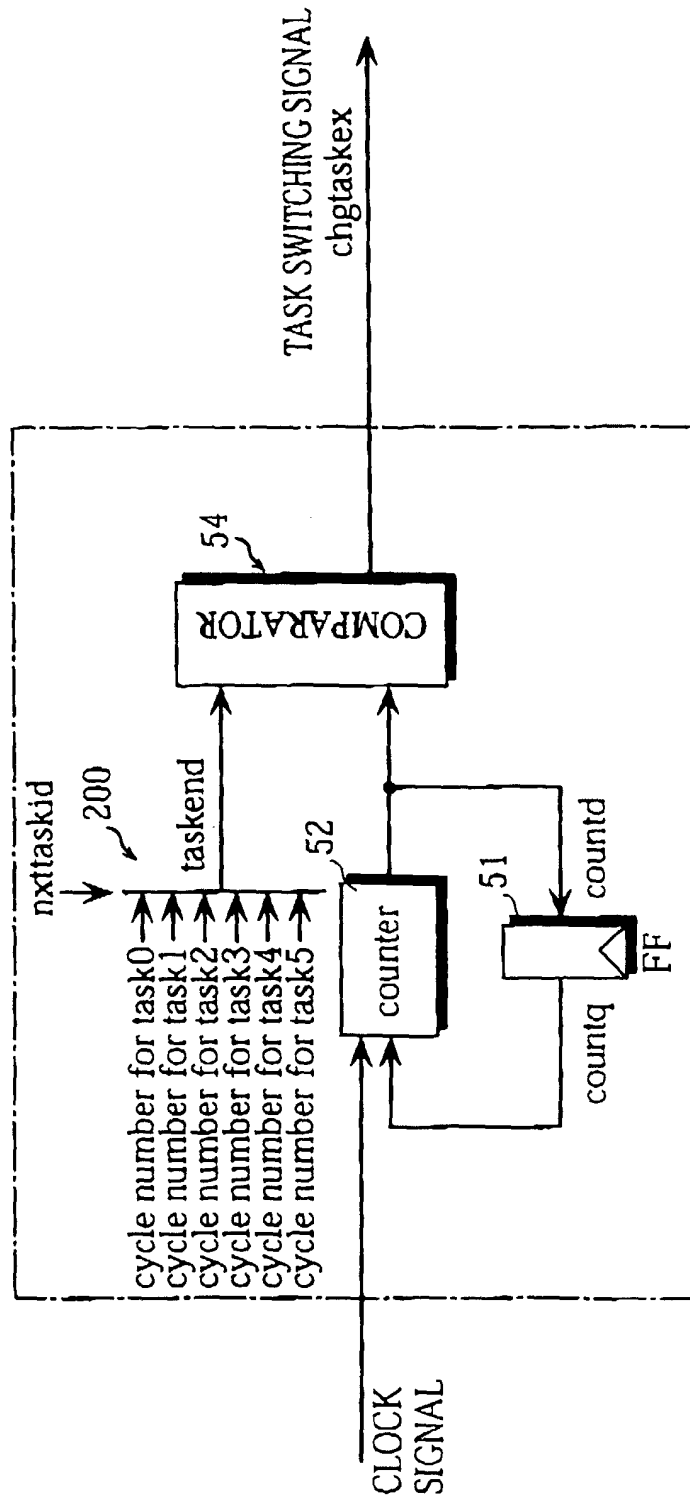 nxttaskid
200
cycle number for task0
cycle number for task1
cycle number for task2
cycle number for task3
cycle number for task4
cycle number for task5
taskend
54
COMPARATOR
TASK SWITCHING SIGNAL
chgtaskex
CLOCK
SIGNAL
52
counter
51
countq
countd
FF